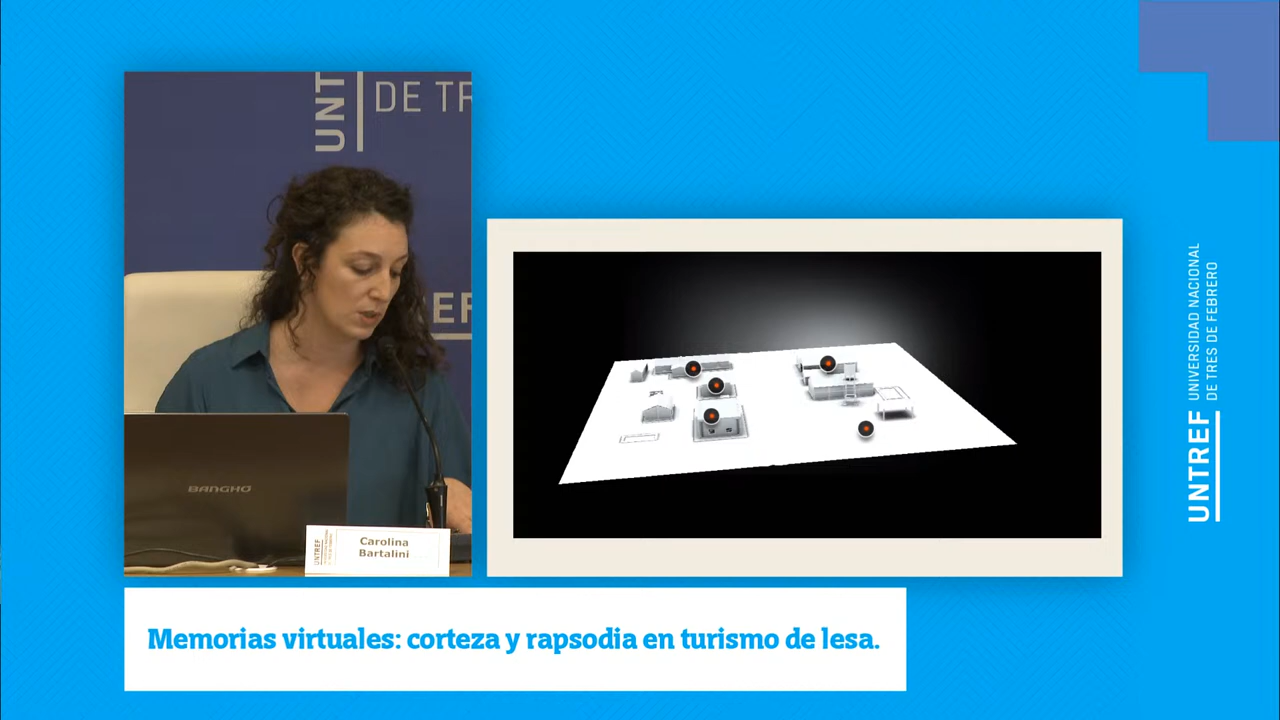 UNT
DE TR
EF
BANGHO
UNTREF
Carolina
Bartalini
UNTREF
UNIVERSIDAD NACIONAL
DE TRES DE FEBRERO
Memorias virtuales: corteza y rapsodia en turismo de lesa.